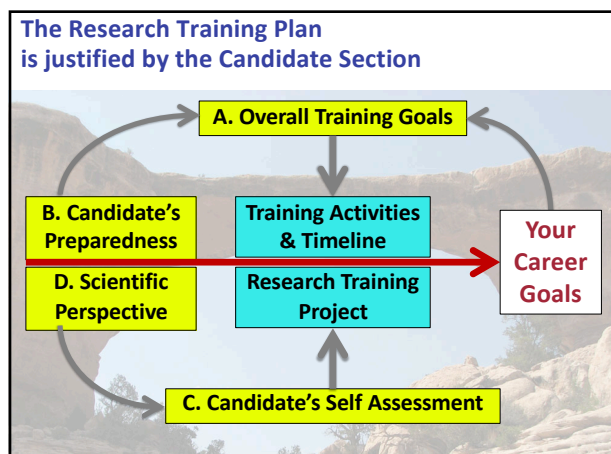 The Research Training Plan
is justified by the Candidate Section
A. Overall Training Goals
B. Candidate's
Preparedness
Training Activities
& Timeline
Your
Career
Goals
D. Scientific
Perspective
Research Training
Project
C. Candidate's Self Assessment